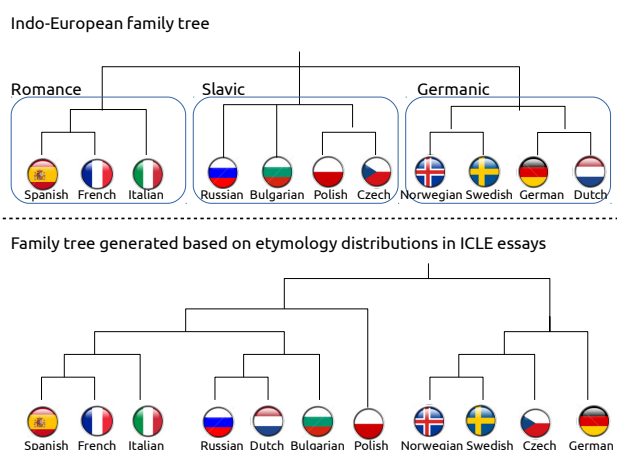 Indo-European family tree
Romance Slavic Germanic
Spanish French Italian Russian Bulgarian Polish Czech Norwegian Swedish German Dutch
Family tree generated based on etymology distributions in ICLE essays
Spanish French Italian Russian Dutch Bulgarian Polish Norwegian Swedish Czech German